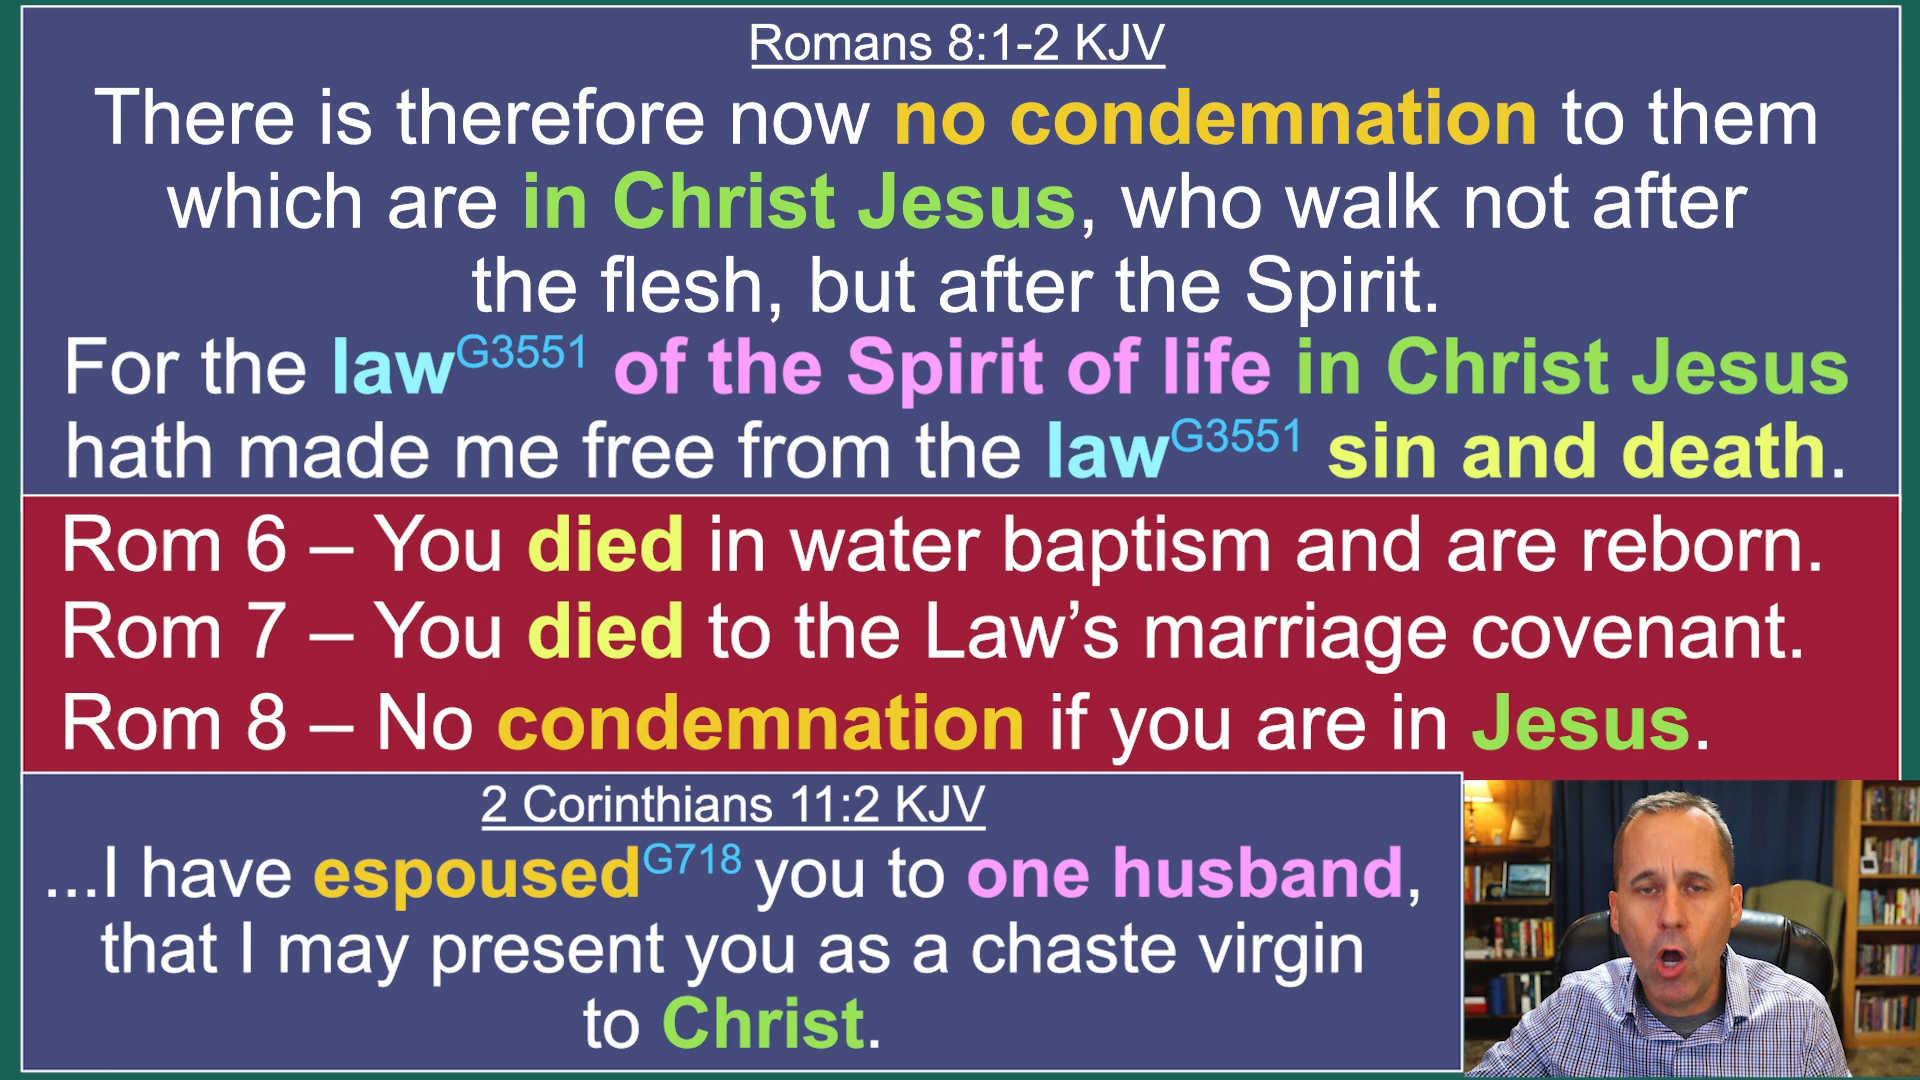 Romans 8:1-2 KJV
There is therefore now no condemnation to them
which are in Christ Jesus, who walk not after
the flesh, but after the Spirit.
For the lawG3551 of the Spirit of life in Christ Jesus
hath made me free from the lawG3551 sin and death.
Rom 6 – You died in water baptism and are reborn.
Rom 7 – You died to the Law’s marriage covenant.
Rom 8 – No condemnation if you are in Jesus.
2 Corinthians 11:2 KJV
...I have espousedG718 you to one husband,
that I may present you as a chaste virgin
to Christ.